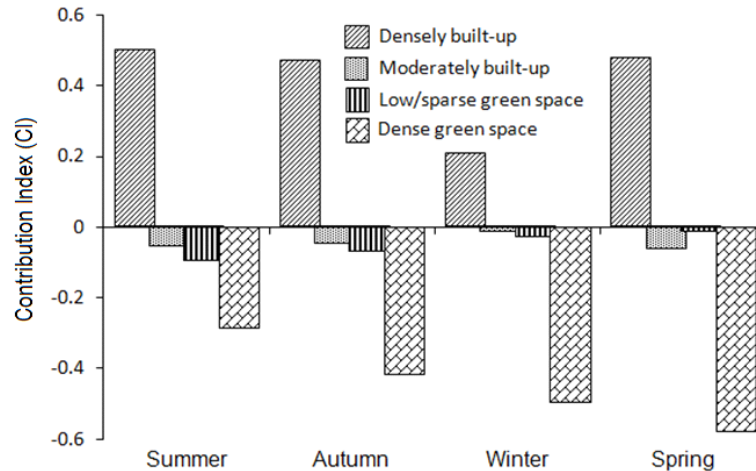 0.6
0.4
0.2
0
-0.2
-0.4
-0.6
Contribution Index (CI)
Densely built-up
Moderately built-up
Low/sparse green space
Dense green space
Summer Autumn Winter Spring